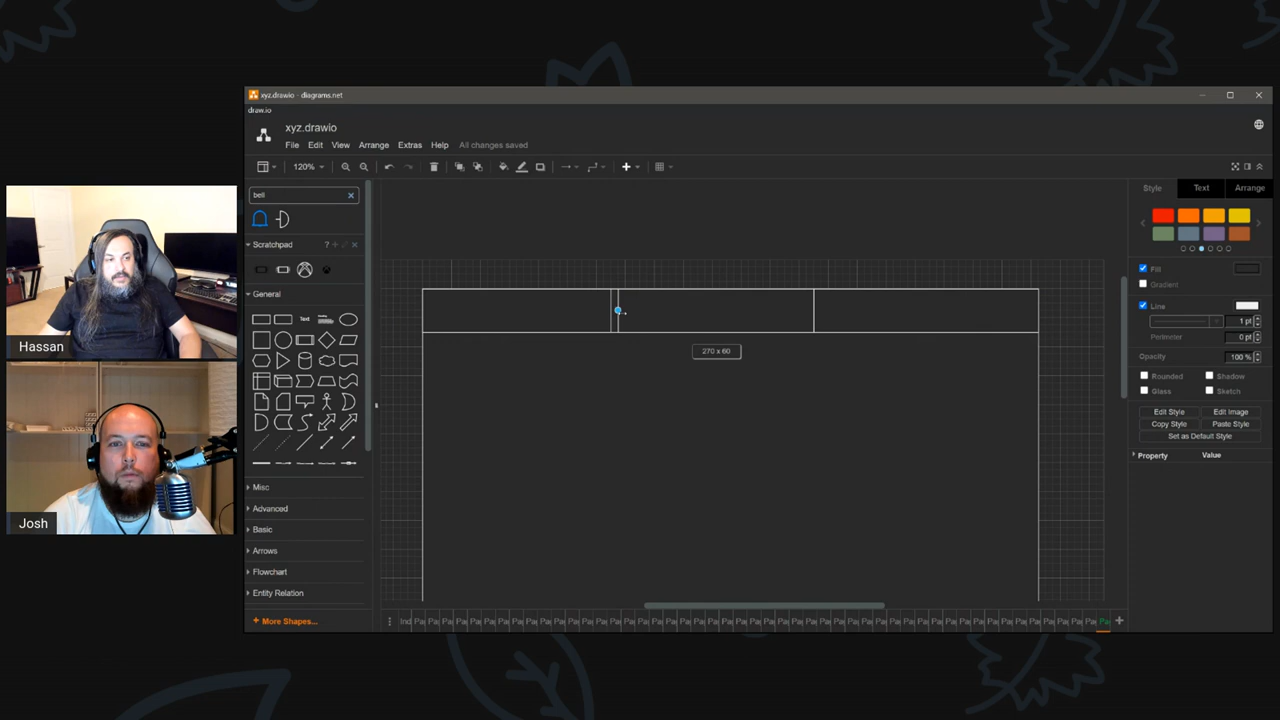 xyz.drawio - diagrams.net
draw.io
xyz.drawio
File Edit View Arrange Extras Help All changes saved
120%
Style Text Arrange
bell
Scratchpad
General
Text
Misc
Advanced
Basic
Arrows
Flowchart
Entity Relation
+ More Shapes...
270 x 60
Fill
Gradient
Line
1 pt
Perimeter 0 pt
Opacity 100 %
Rounded Shadow
Glass Sketch
Edit Style Edit Image
Copy Style Paste Style
Set as Default Style
Property Value
Hassan
Josh